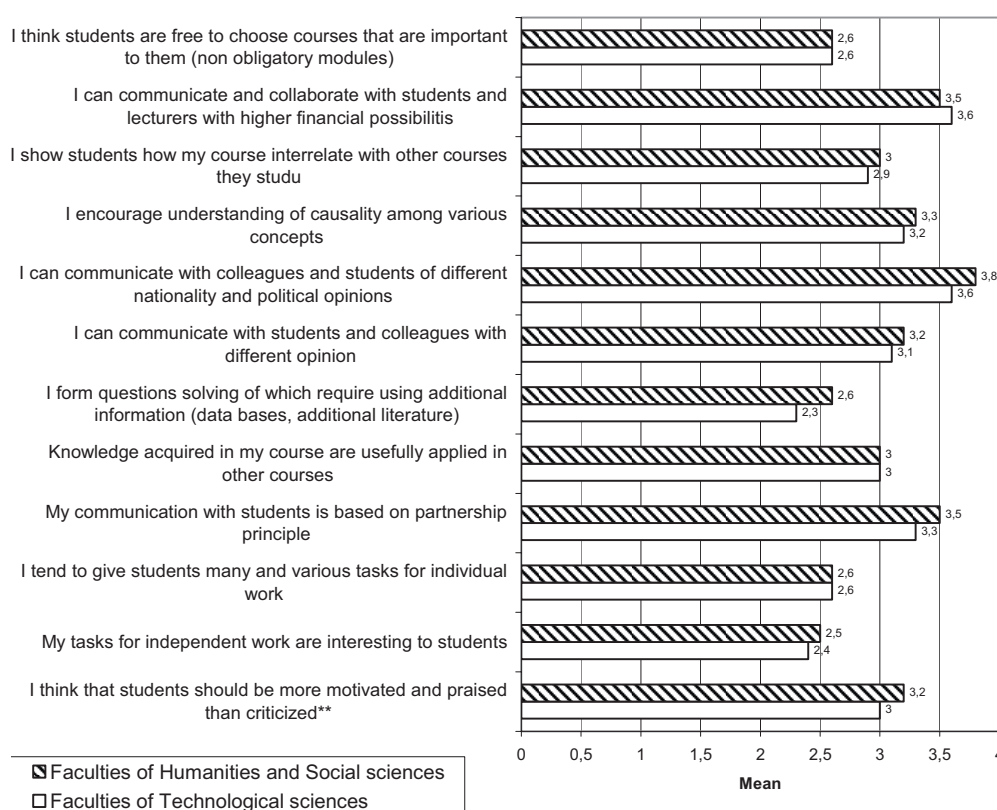 I think students are free to choose courses that are important
to them (non obligatory modules)
2,6
2,6
I can communicate and collaborate with students and
lecturers with higher financial possibilitis
3,5
3,6
I show students how my course interrelate with other courses
they studu
3
2,9
I encourage understanding of causality among various
concepts
3,3
3,2
I can communicate with colleagues and students of different
nationality and political opinions
3,8
3,6
I can communicate with students and colleagues with
different opinion
3,2
3,1
I form questions solving of which require using additional
information (data bases, additional literature)
2,6
2,3
Knowledge acquired in my course are usefully applied in
other courses
3
3
My communication with students is based on partnership
principle
3,5
3,3
I tend to give students many and various tasks for individual
work
2,6
2,6
My tasks for independent work are interesting to students
2,5
2,4
I think that students should be more motivated and praised
than criticized**
3,2
3
0 0,5 1 1,5 2 2,5 3 3,5 4
Mean
Faculties of Humanities and Social sciences
Faculties of Technological sciences